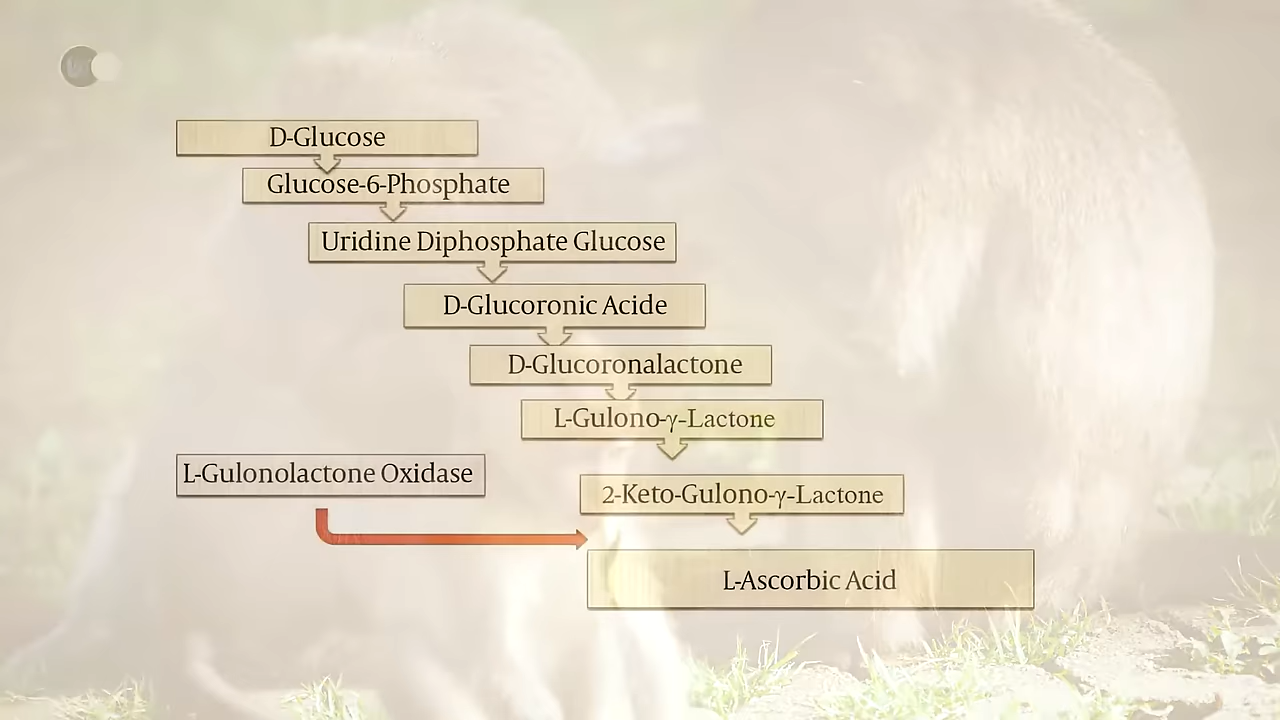 D-Glucose
Glucose-6-Phosphate
Uridine Diphosphate Glucose
D-Glucoronic Acide
D-Glucoronalactone
L-Gulono-γ-Lactone
L-Gulonolactone Oxidase
2-Keto-Gulono-γ-Lactone
L-Ascorbic Acid